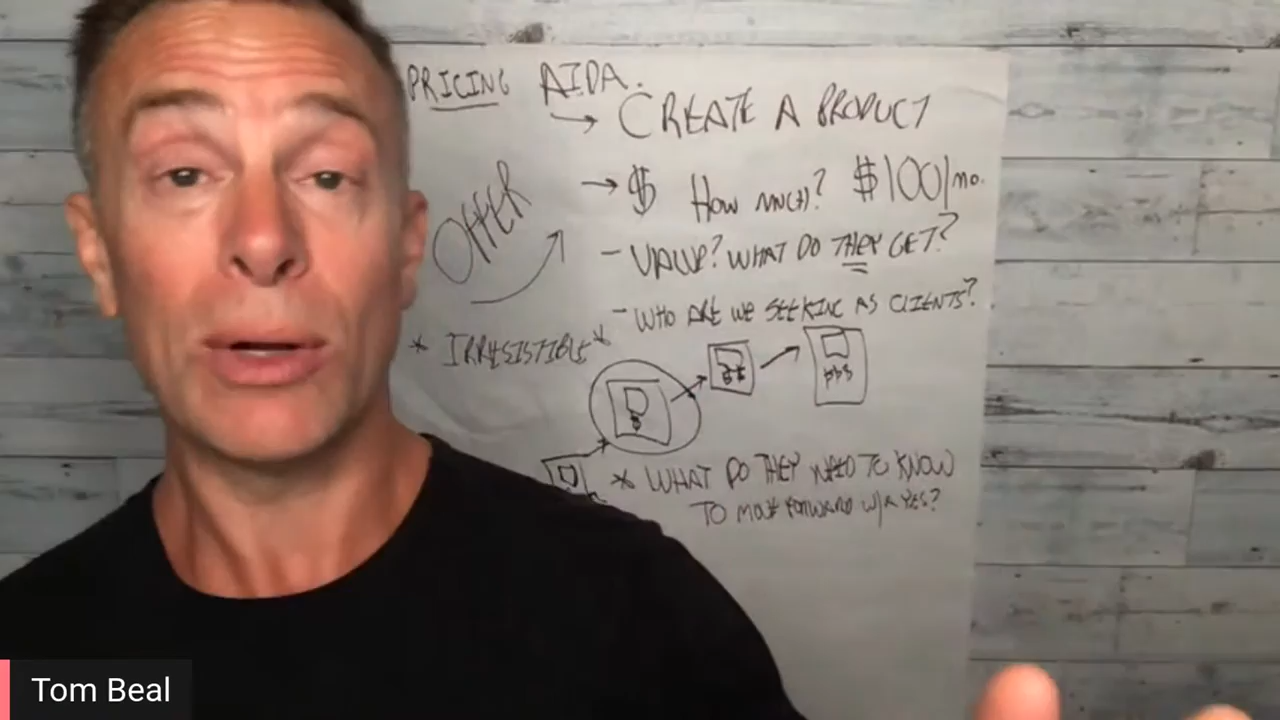 PRICING AIDA.
→ CREATE A PRODUCT
OFFER
→ $ HOW MUCH? $100/mo.
- VALUE? WHAT DO THEY GET?
- WHO ARE WE SEEKING AS CLIENTS?
* IRRESISTIBLE *
* WHAT DO THEY NEED TO KNOW
TO MOVE FORWARD W/A YES?
Tom Beal